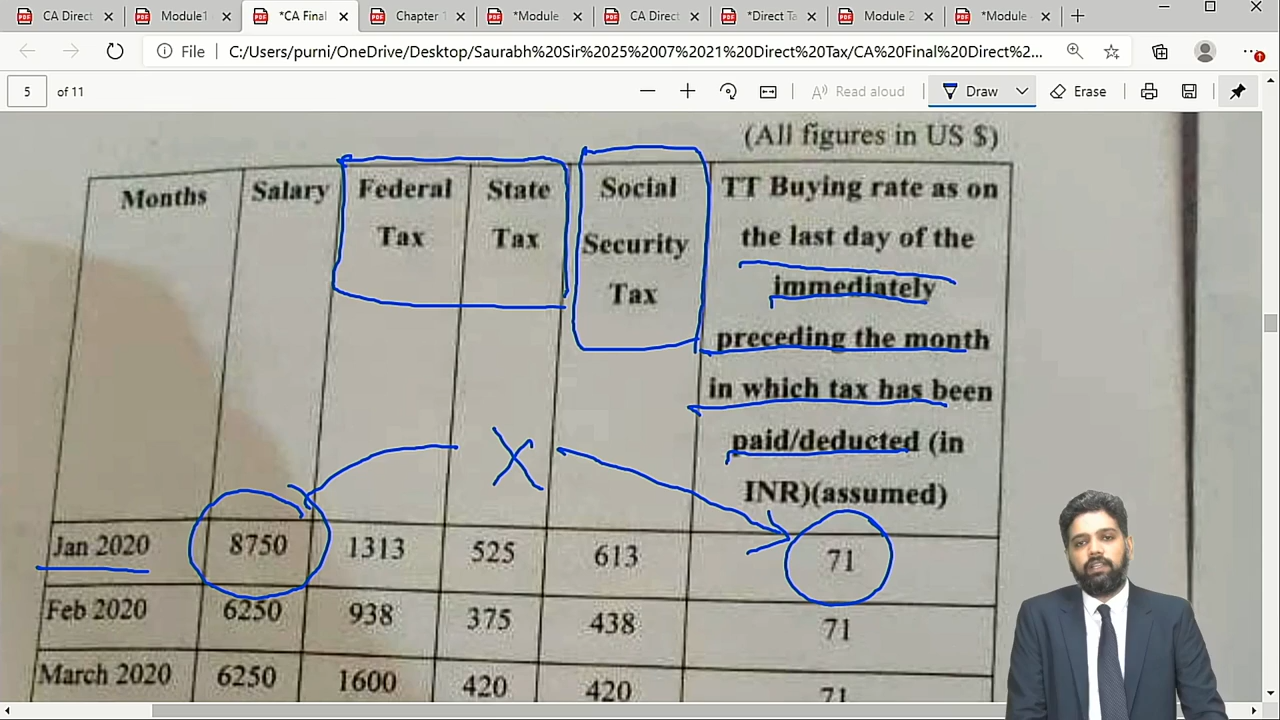 CA Direct
Module1
*CA Final
Chapter
*Module
CA Direct
*Direct Ta
Module 2
*Module
File
C:/Users/purni/OneDrive/Desktop/Saurabh%20Sir%2025%2007%2021%20Direct%20Tax/CA%20Final%20Direct%2...
5
of 11
Read aloud
Draw
Erase
(All figures in US $)
Months Salary Federal Tax State Tax Social Security Tax TT Buying rate as on
the last day of the
immediately
preceding the month
in which tax has been
paid/deducted (in
INR)(assumed)
X
Jan 2020 8750 1313 525 613 71
Feb 2020 6250 938 375 438 71
March 2020 6250 1600 420 420 71